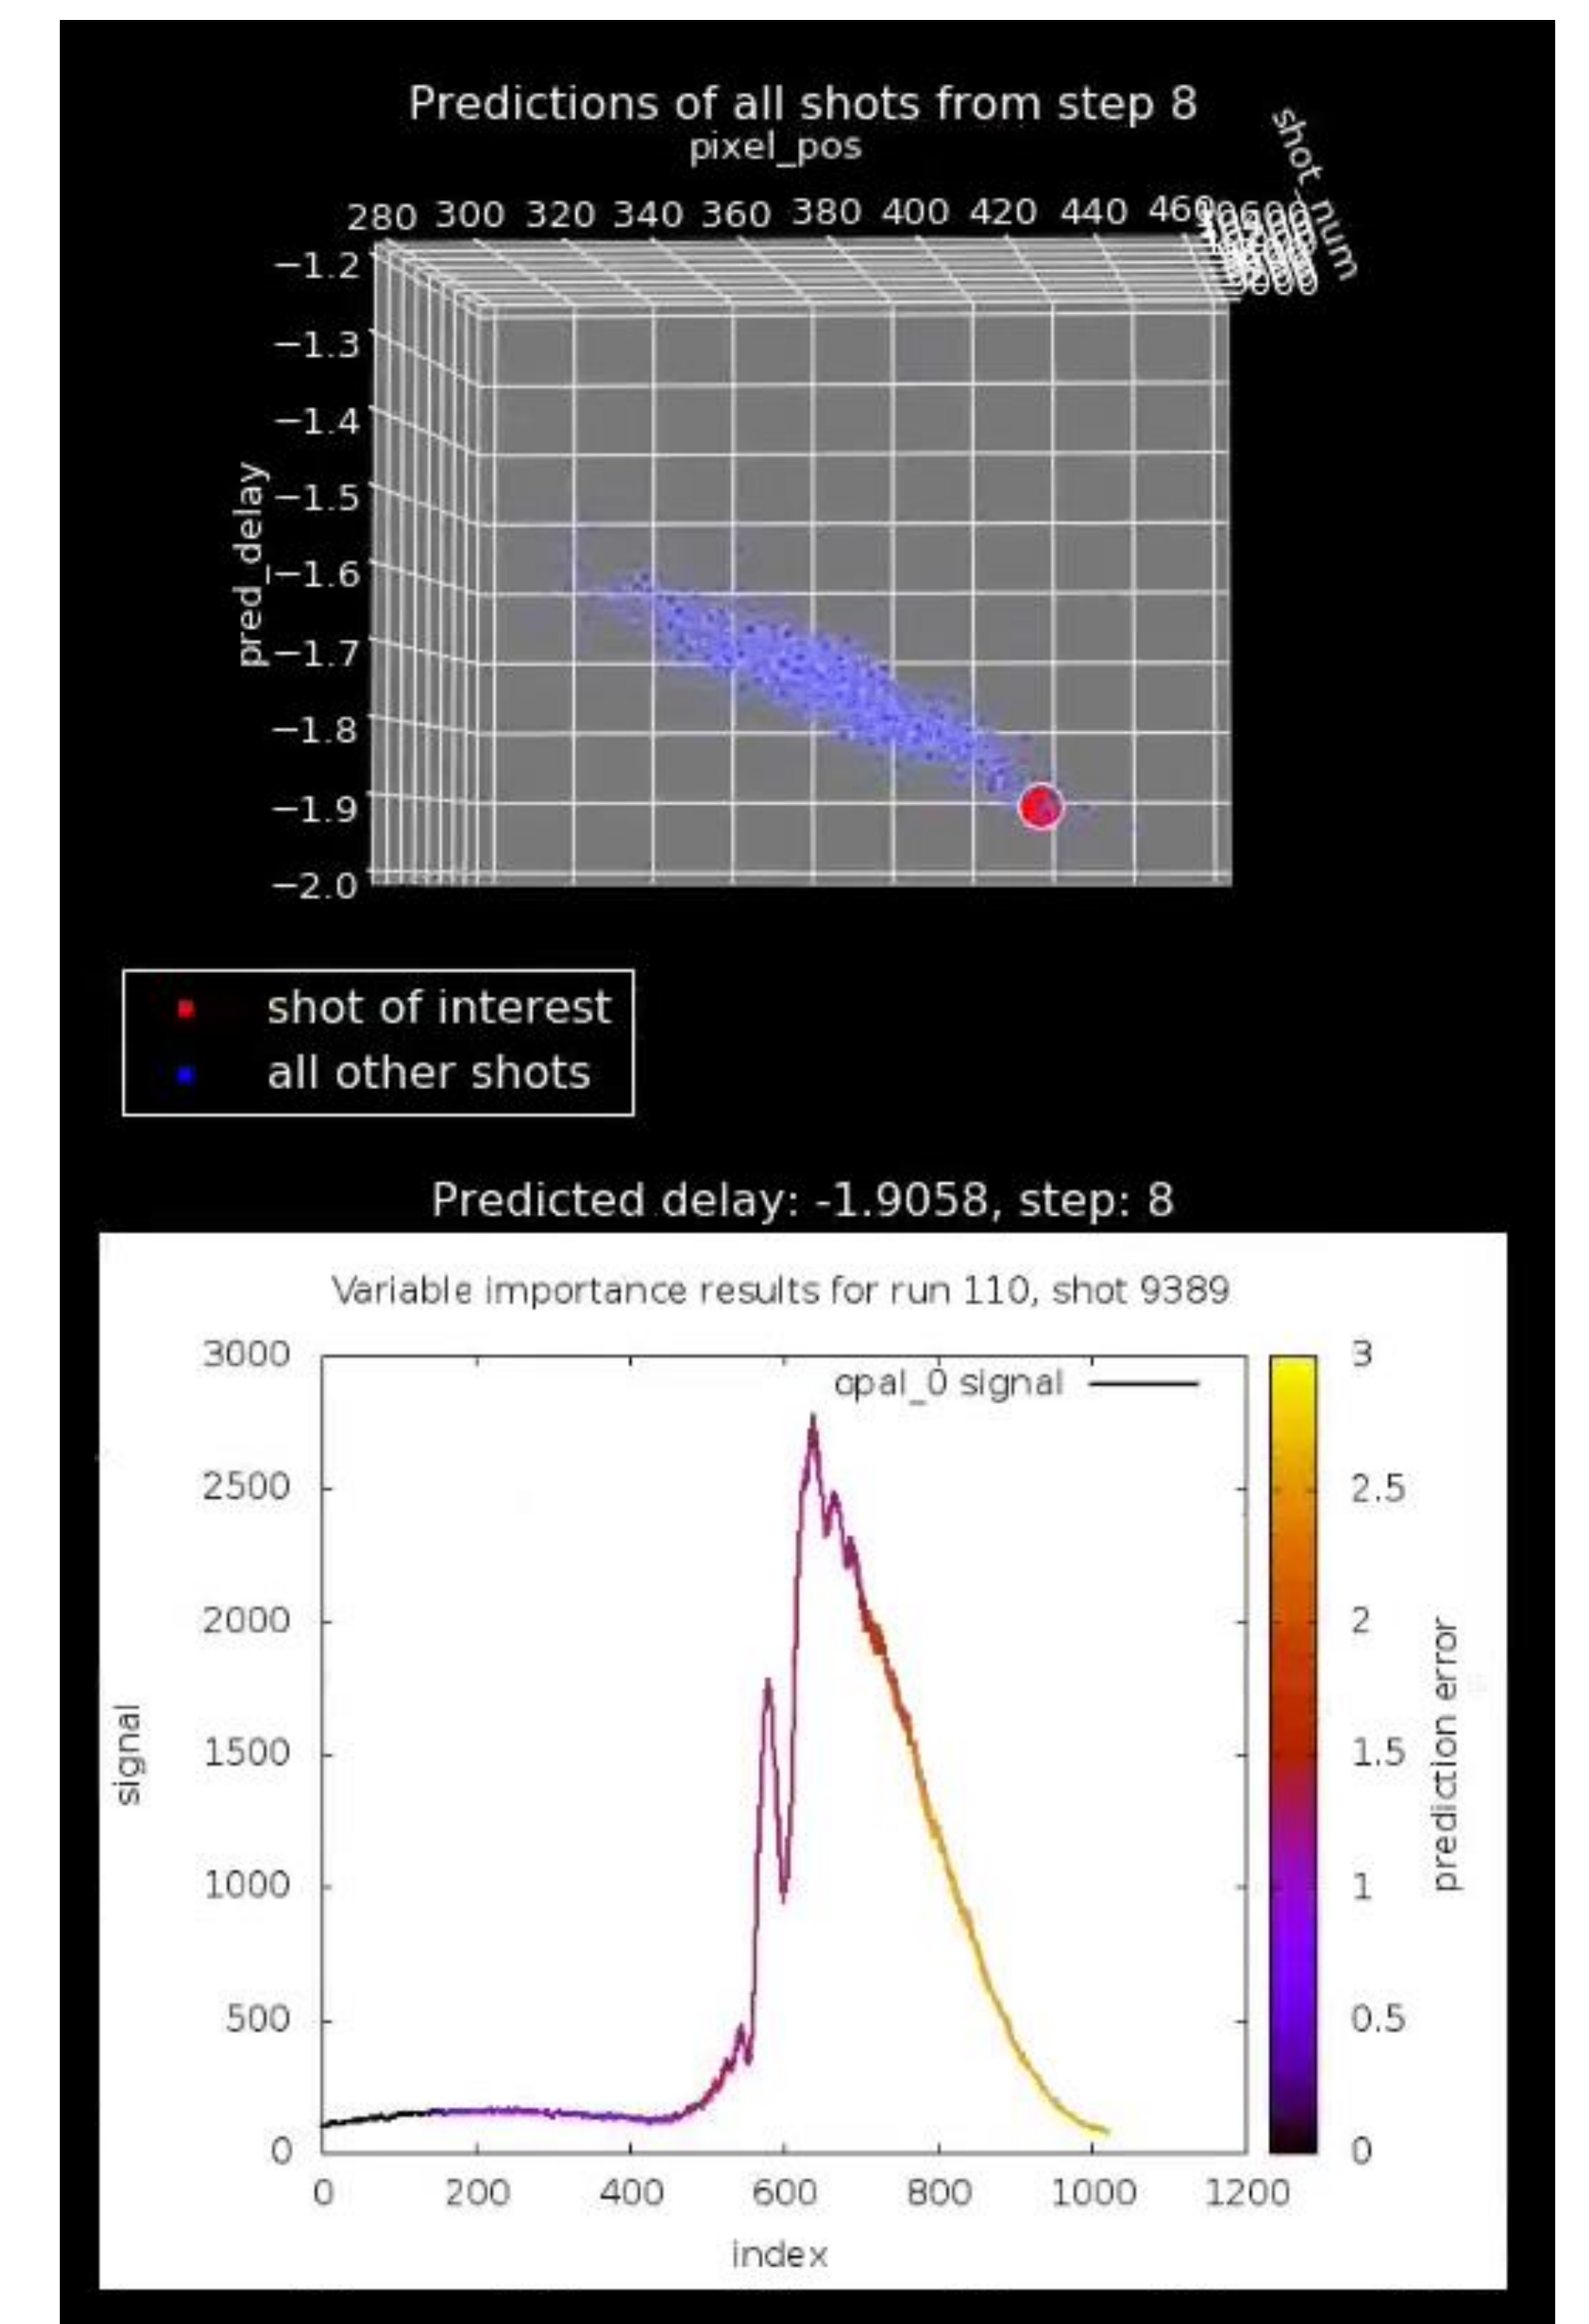 Predictions of all shots from step 8
pixel_pos
shot_num
280 300 320 340 360 380 400 420 440 460
−1.2
−1.3
−1.4
−1.5
−1.6
−1.7
−1.8
−1.9
−2.0
pred_delay
shot of interest
all other shots
Predicted delay: -1.9058, step: 8
Variable importance results for run 110, shot 9389
opal_0 signal
3000
2500
2000
1500
1000
500
0
signal
0 200 400 600 800 1000 1200
index
3
2.5
2
1.5
1
0.5
0
prediction error